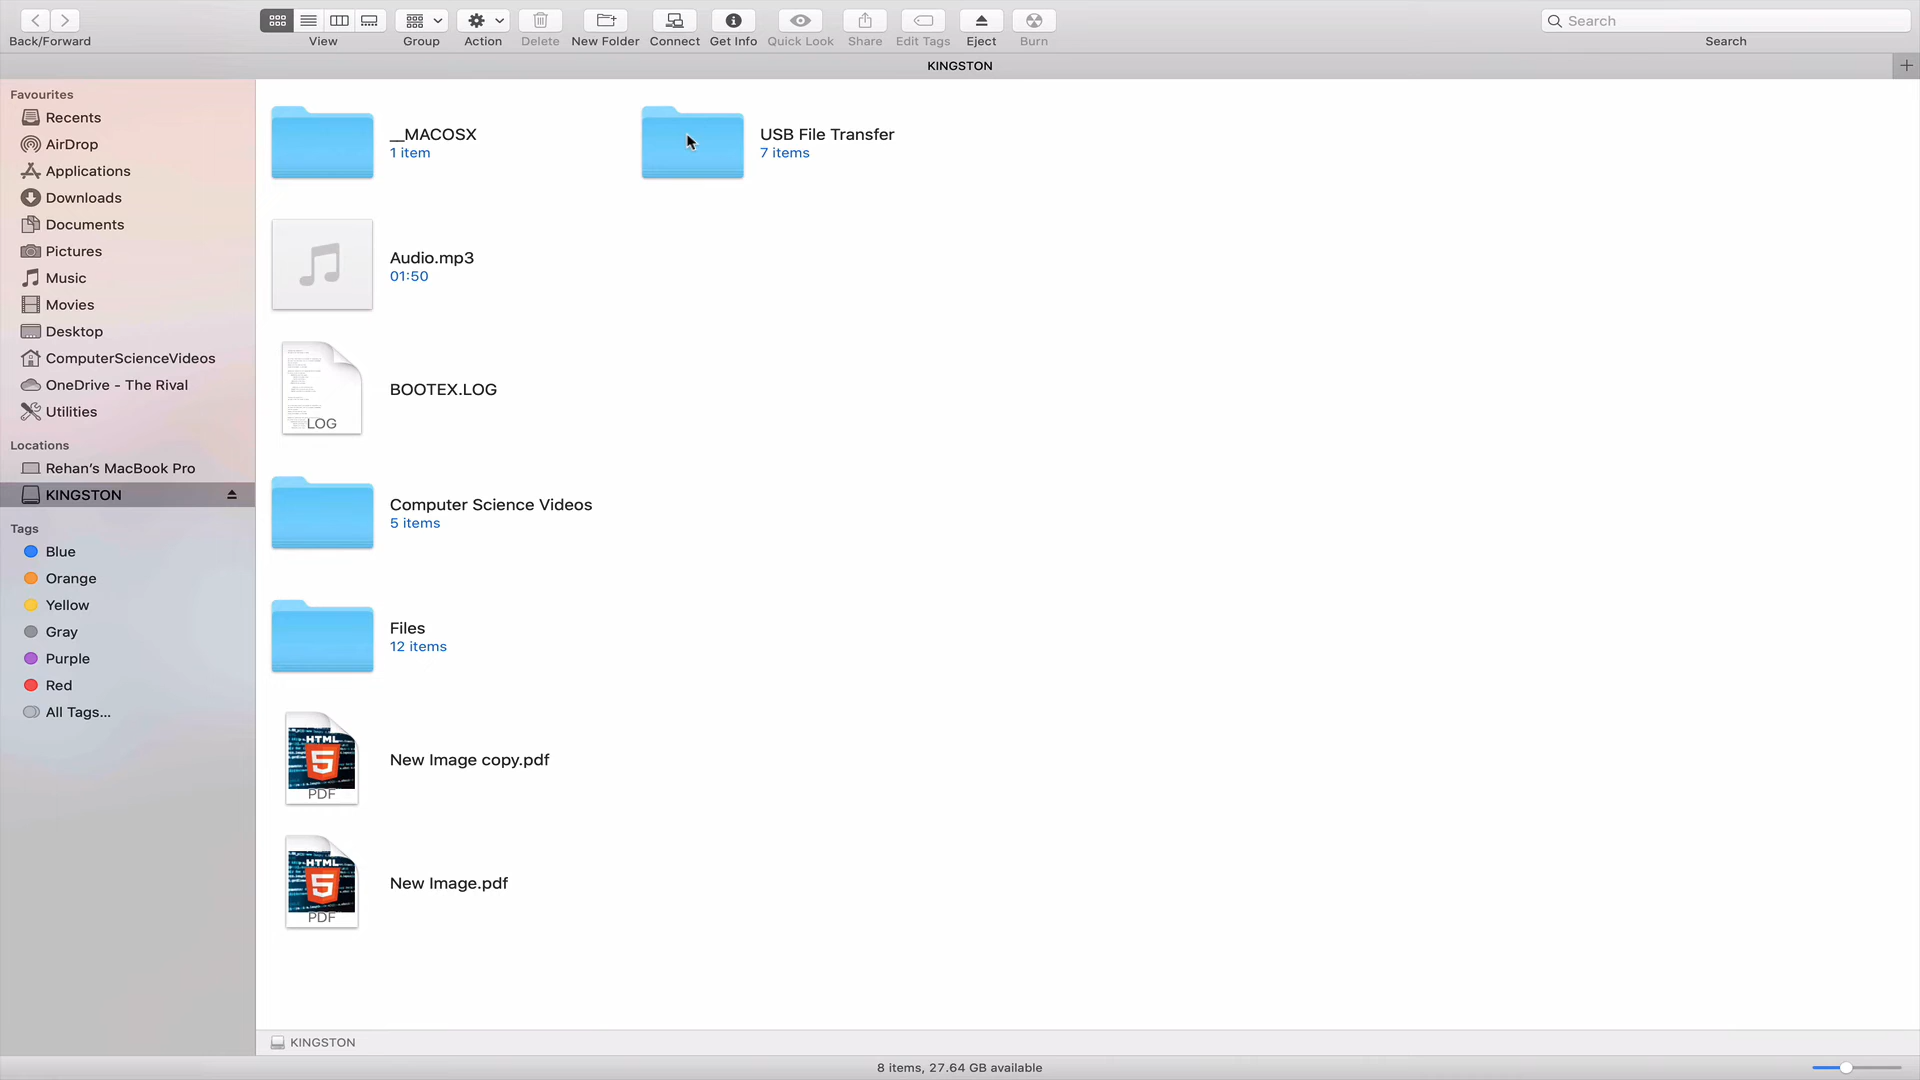 Search
Back/Forward
View
Group
Action
Delete
New Folder
Connect
Get Info
Quick Look
Share
Edit Tags
Eject
Burn
Search
KINGSTON
Favourites
Recents
AirDrop
Applications
Downloads
Documents
Pictures
Music
Movies
Desktop
ComputerScienceVideos
OneDrive - The Rival
Utilities
Locations
Rehan's MacBook Pro
KINGSTON
Tags
Blue
Orange
Yellow
Gray
Purple
Red
All Tags...
__MACOSX
1 item
USB File Transfer
7 items
Audio.mp3
01:50
LOG
BOOTEX.LOG
Computer Science Videos
5 items
Files
12 items
HTML
5
PDF
New Image copy.pdf
HTML
5
PDF
New Image.pdf
KINGSTON
8 items, 27.64 GB available